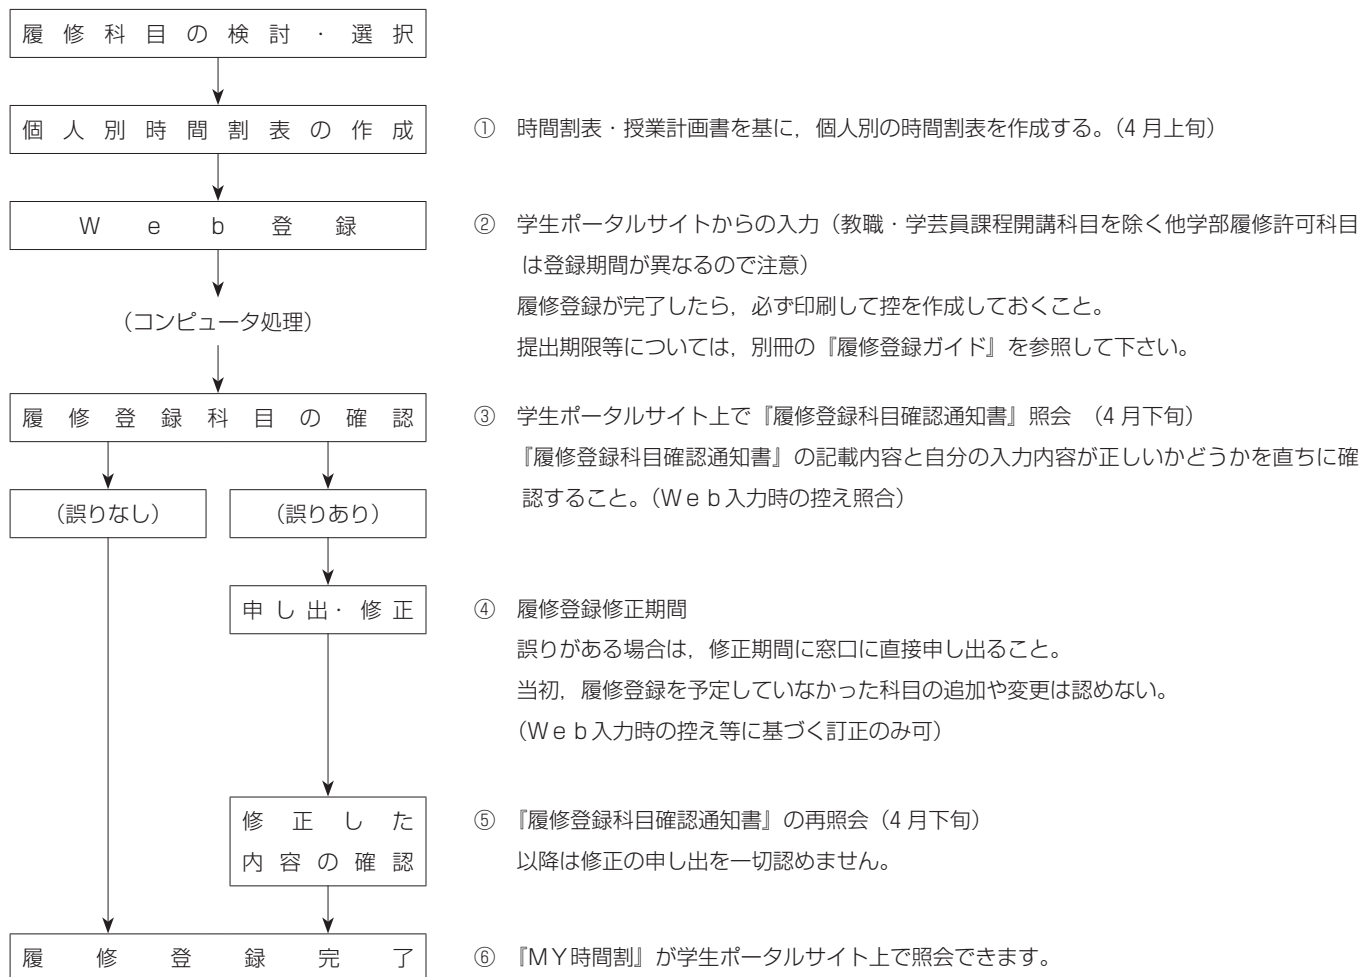 履修科目の検討・選択
個人別時間割表の作成
① 時間割表・授業計画書を基に，個人別の時間割表を作成する。（4月上旬）
Ｗｅｂ登録
② 学生ポータルサイトからの入力（教職・学芸員課程開講科目を除く他学部履修許可科目
は登録期間が異なるので注意）
履修登録が完了したら，必ず印刷して控を作成しておくこと。
（コンピュータ処理）
提出期限等については，別冊の『履修登録ガイド』を参照して下さい。
履修登録科目の確認
③ 学生ポータルサイト上で『履修登録科目確認通知書』照会 （4月下旬）
『履修登録科目確認通知書』の記載内容と自分の入力内容が正しいかどうかを直ちに確
認すること。（Ｗｅｂ入力時の控え照合）
（誤りなし）
（誤りあり）
申し出・修正
④ 履修登録修正期間
誤りがある場合は，修正期間に窓口に直接申し出ること。
当初，履修登録を予定していなかった科目の追加や変更は認めない。
（Ｗｅｂ入力時の控え等に基づく訂正のみ可）
修正した
内容の確認
⑤ 『履修登録科目確認通知書』の再照会（4月下旬）
以降は修正の申し出を一切認めません。
履修登録完了
⑥ 『ＭＹ時間割』が学生ポータルサイト上で照会できます。